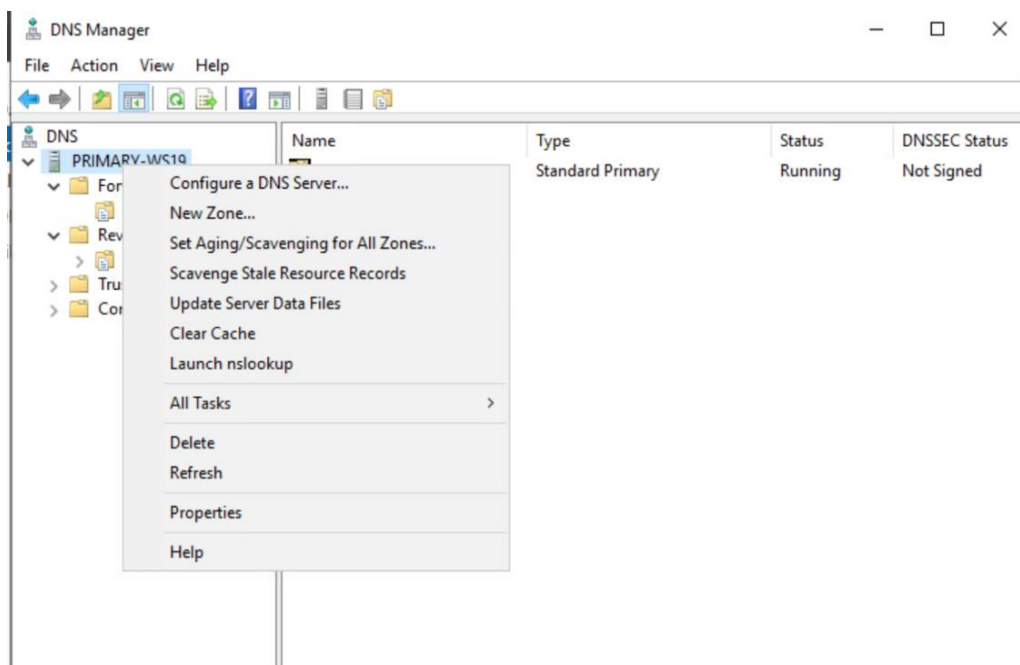 DNS Manager
File Action View Help
DNS
Name Type Status DNSSEC Status
PRIMARY-WS19
Standard Primary Running Not Signed
For
Rev
Tru
Cor
Configure a DNS Server...
New Zone...
Set Aging/Scavenging for All Zones...
Scavenge Stale Resource Records
Update Server Data Files
Clear Cache
Launch nslookup
All Tasks
Delete
Refresh
Properties
Help